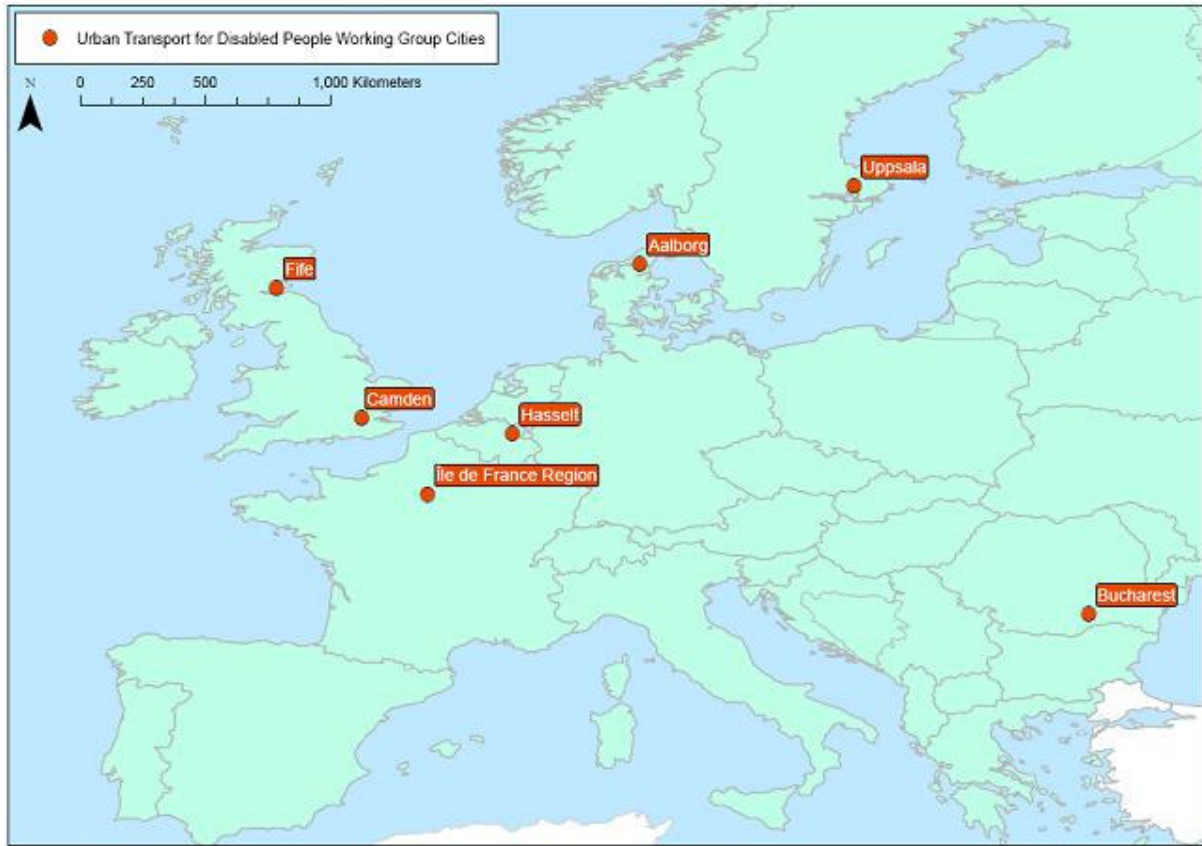 Urban Transport for Disabled People Working Group Cities
N
0 250 500 1,000 Kilometers
Uppsala
Aalborg
Fife
Camden
Hasselt
Île de France Region
Bucharest